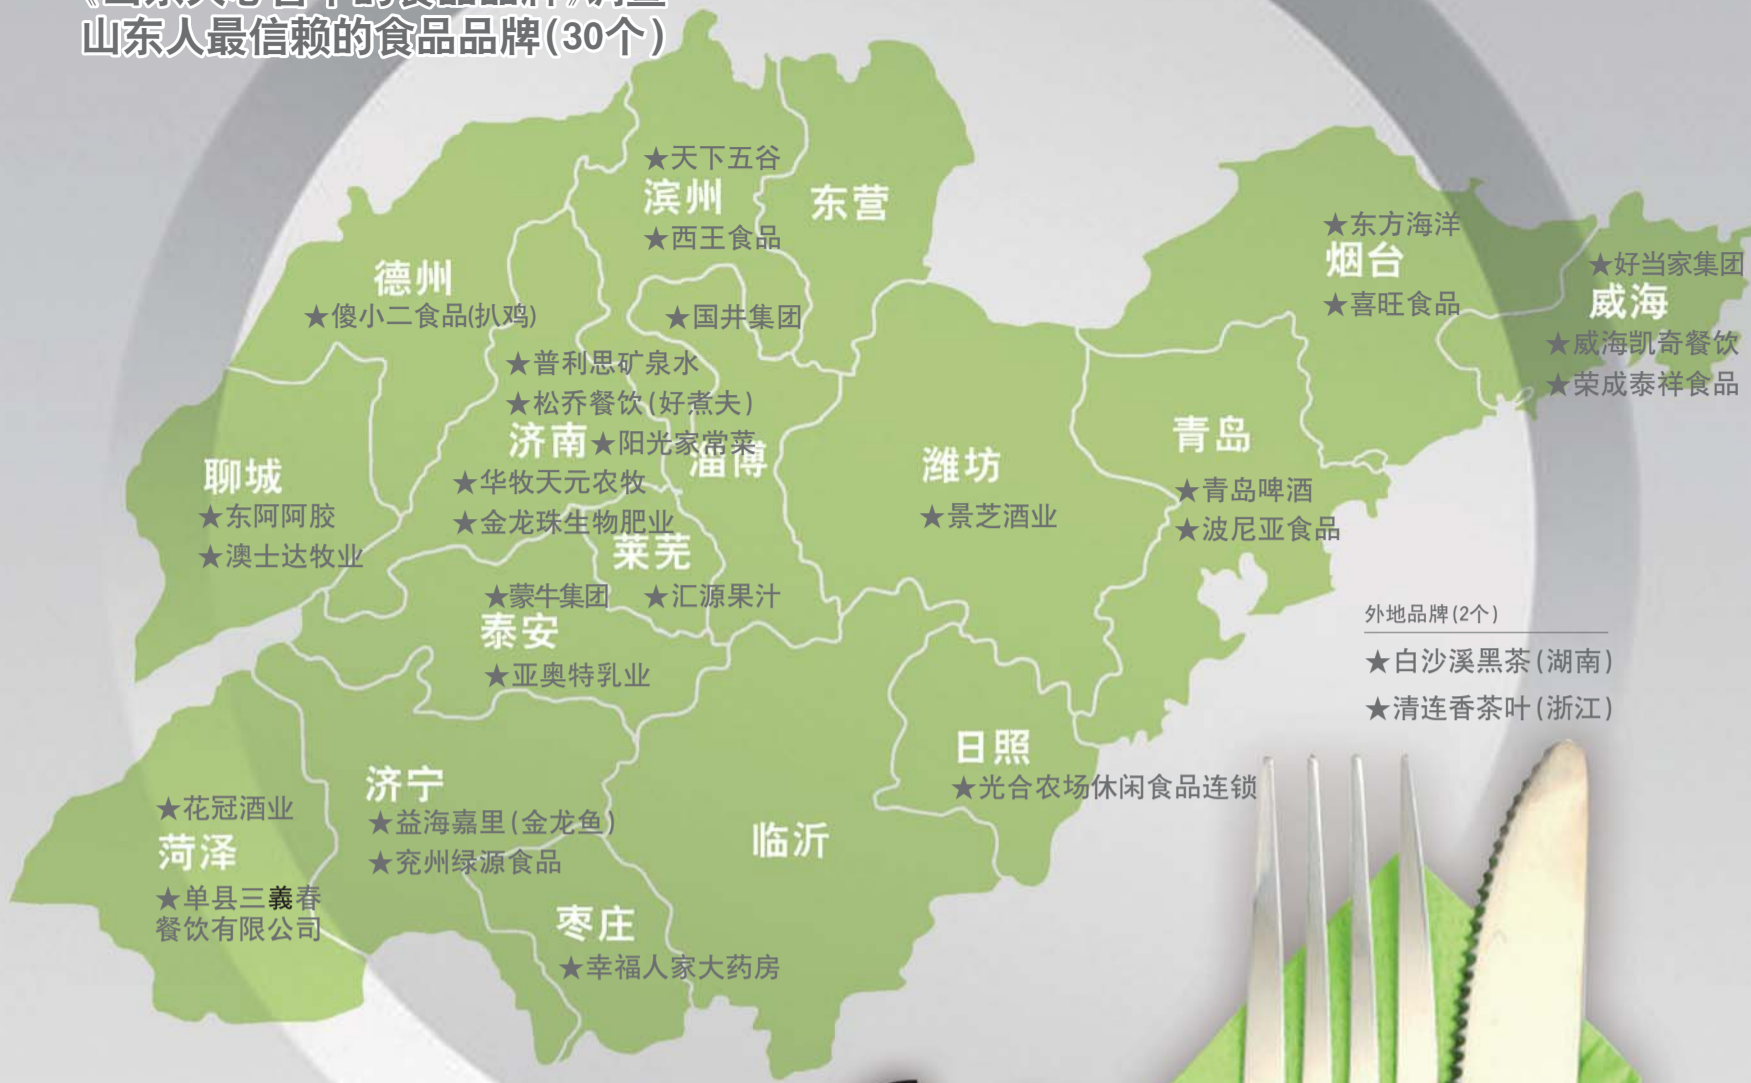 山东人最信赖的食品品牌(30个)
★天下五谷
滨州
★西王食品
东营
德州
★傻小二食品(扒鸡)
★国井集团
淄博
★东方海洋
烟台
★喜旺食品
★好当家集团
威海
★威海凯奇餐饮
★荣成泰祥食品
★普利思矿泉水
★松乔餐饮(好煮夫)
济南★阳光家常菜
★华牧天元农牧
★金龙珠生物肥业
聊城
★东阿阿胶
★澳士达牧业
潍坊
★景芝酒业
青岛
★青岛啤酒
★波尼亚食品
莱芜
★汇源果汁
★蒙牛集团
泰安
★亚奥特乳业
外地品牌(2个)
★白沙溪黑茶(湖南)
★清连香茶叶(浙江)
日照
★光合农场休闲食品连锁
济宁
★益海嘉里(金龙鱼)
★兖州绿源食品
临沂
★花冠酒业
菏泽
★单县三義春
餐饮有限公司
枣庄
★幸福人家大药房